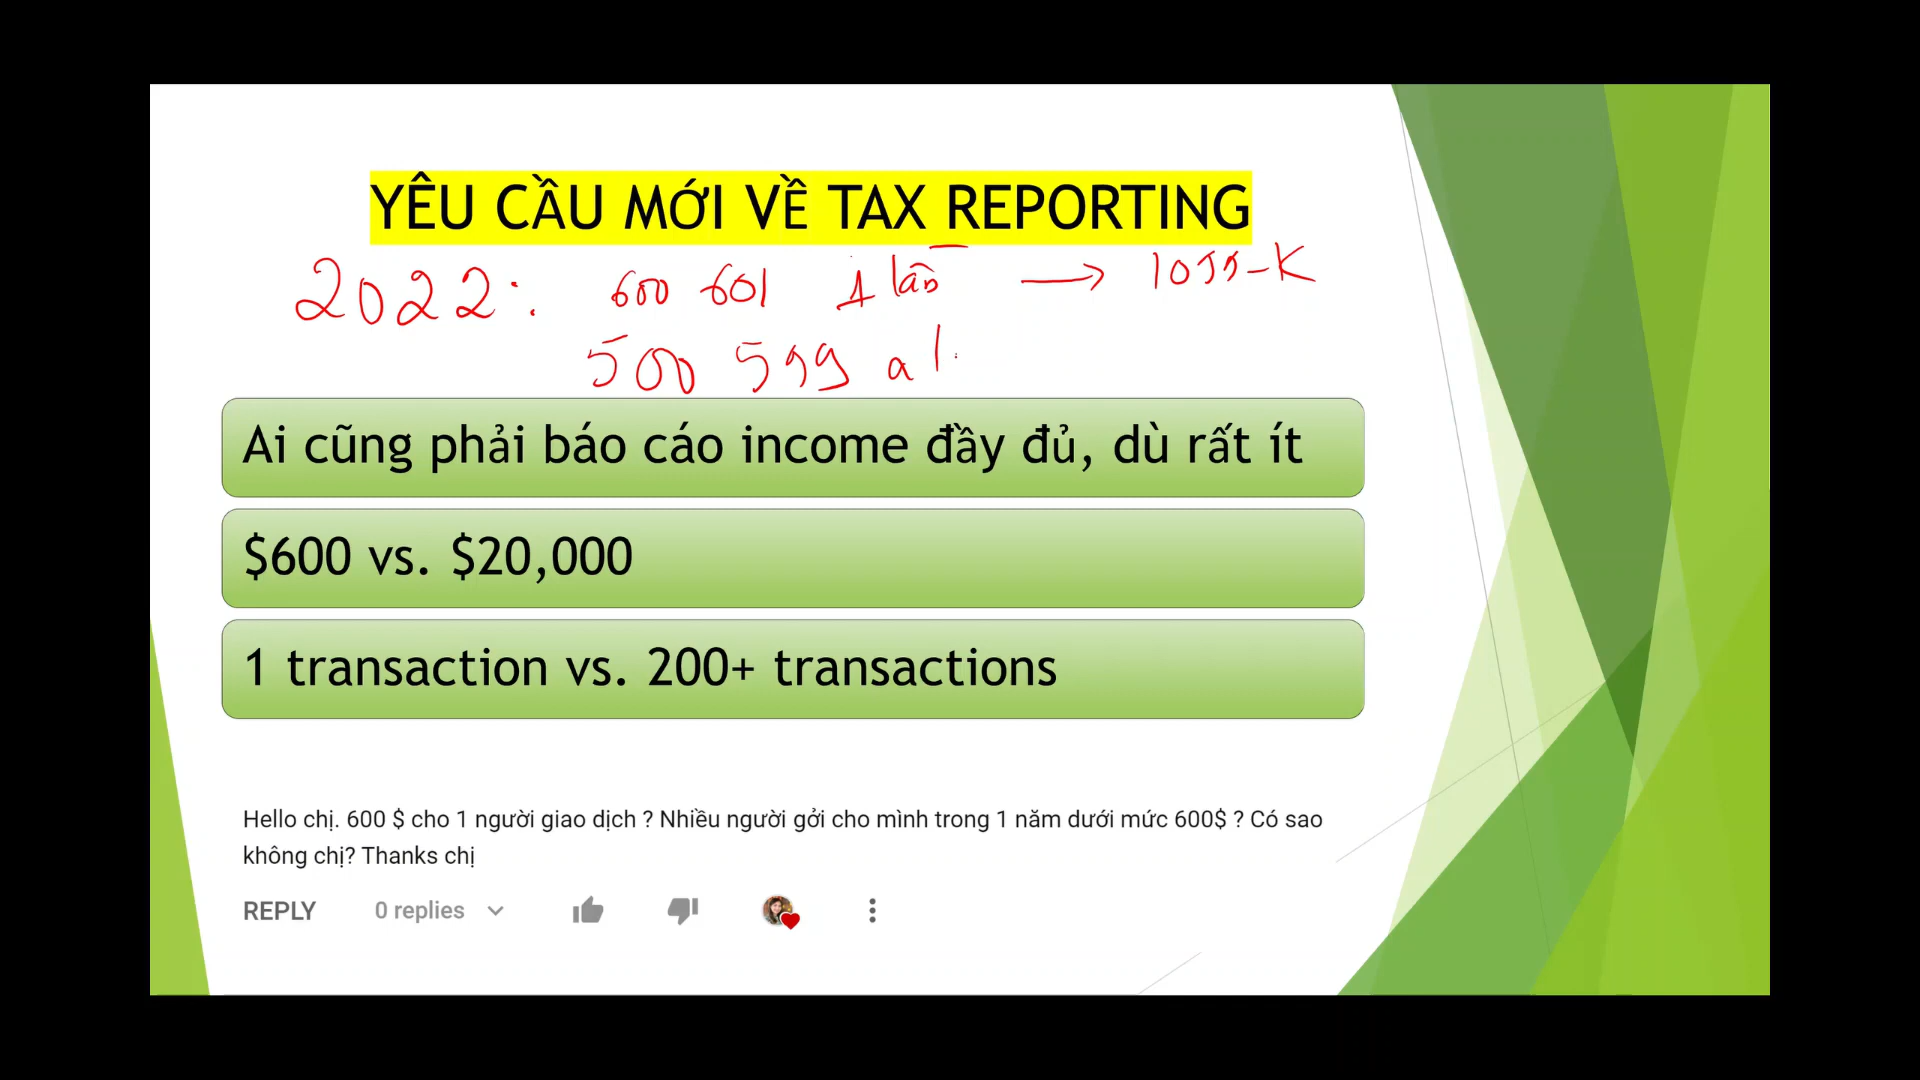 YÊU CẦU MỚI VỀ TAX REPORTING
2022: 600 601 1 lần → 1099-K
500 599 a l.
Ai cũng phải báo cáo income đầy đủ, dù rất ít
$600 vs. $20,000
1 transaction vs. 200+ transactions
Hello chị. 600 $ cho 1 người giao dịch ? Nhiều người gởi cho mình trong 1 năm dưới mức 600$ ? Có sao
không chị? Thanks chị
REPLY 0 replies